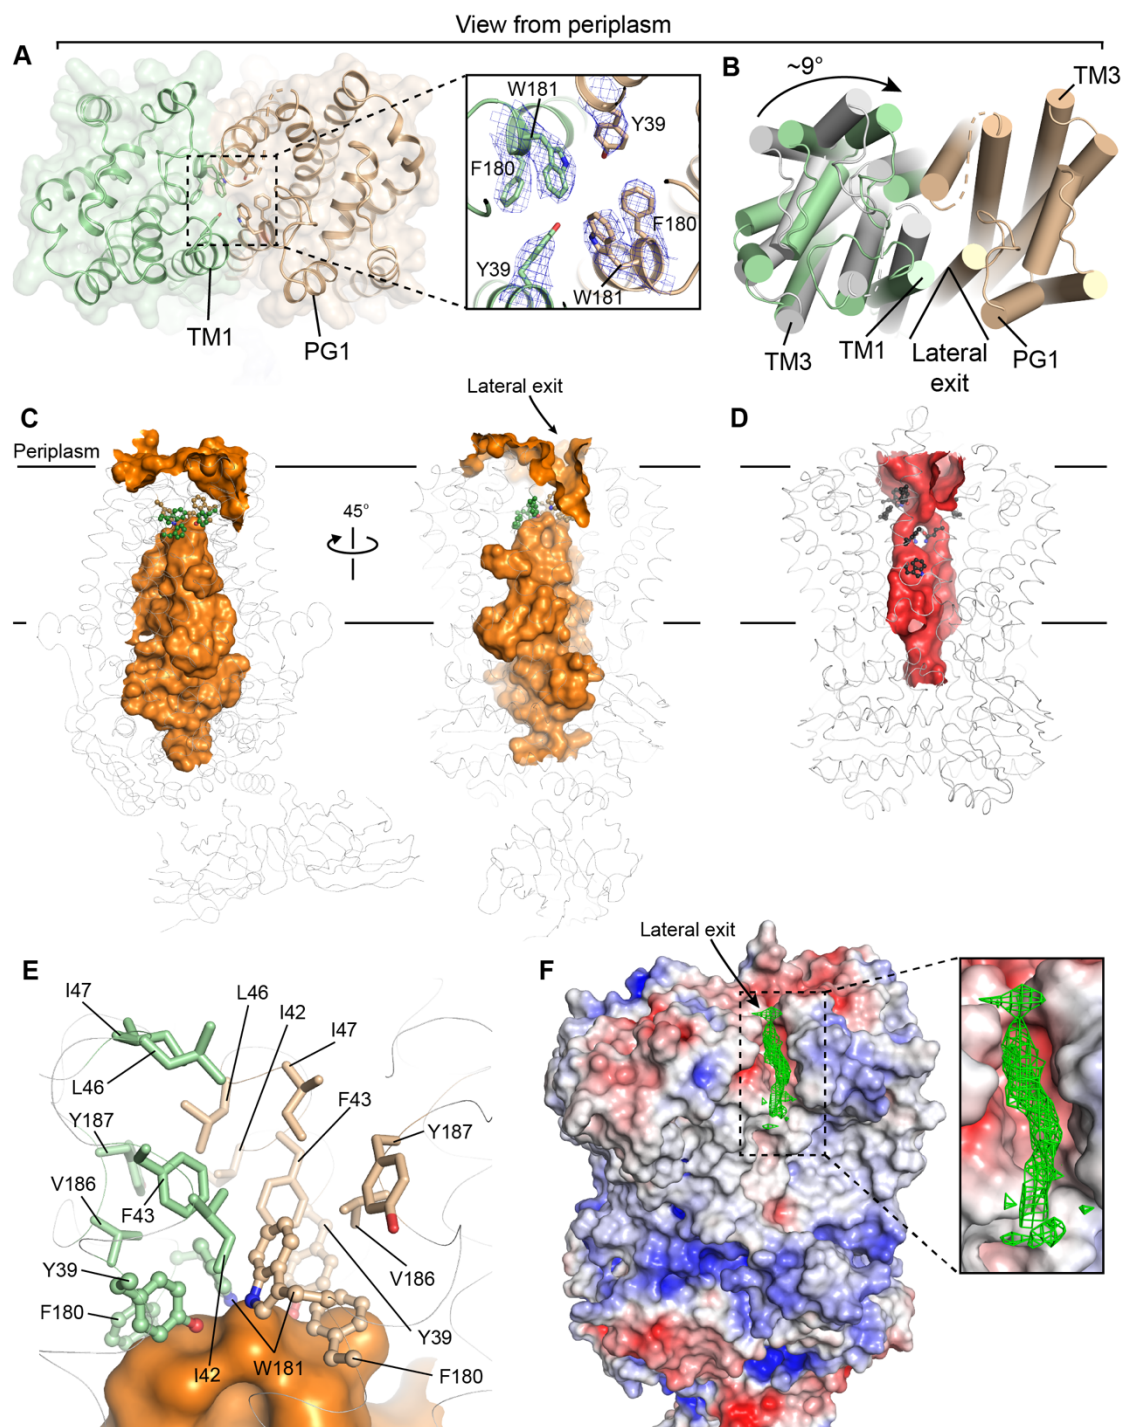 View from periplasm
A
W181
Y39
F180
F180
Y39
W181
TM1
PG1
B
~9°
TM3
TM3
TM1
Lateral
exit
PG1
C
Lateral exit
Periplasm
45°
D
E
I47
L46
I42
I47
L46
F43
Y187
Y187
V186
F43
V186
Y39
F180
Y39
I42
W181
F180
F
Lateral exit